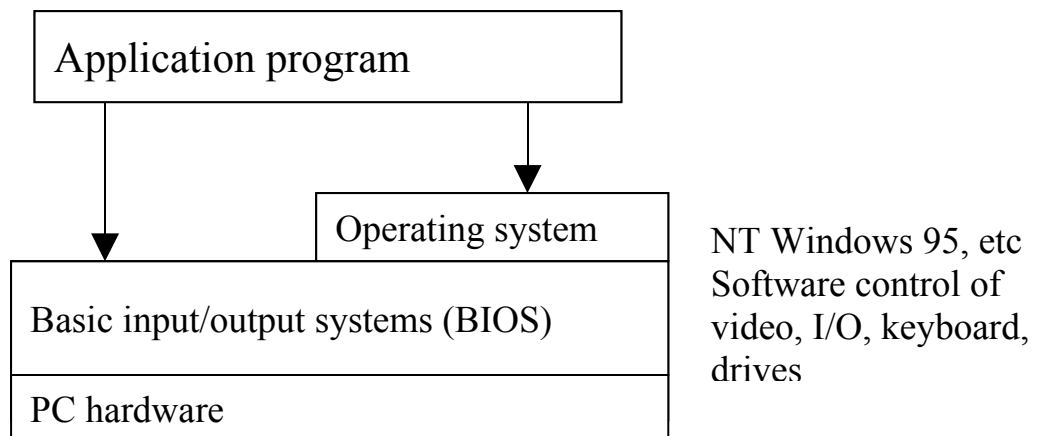 Application program
Operating system
NT Windows 95, etc
Software control of
video, I/O, keyboard,
drives
Basic input/output systems (BIOS)
PC hardware